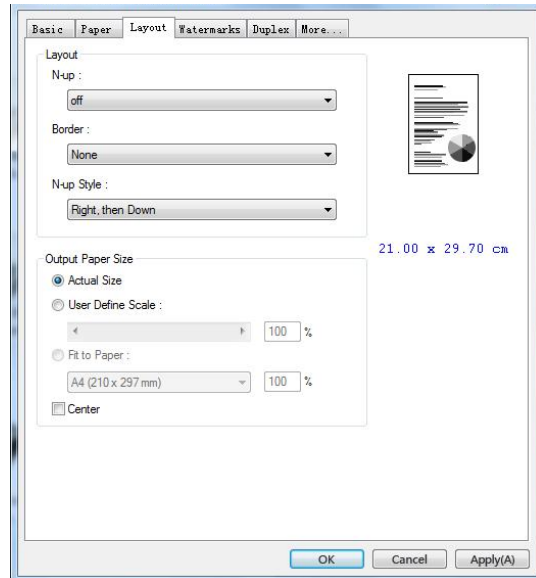 Basic Paper Layout Watermarks Duplex More...
Layout
N-up :
off
Border :
None
N-up Style :
Right, then Down
21.00 x 29.70 cm
Output Paper Size
Actual Size
User Define Scale :
100 %
Fit to Paper :
A4 (210 x 297 mm) 100 %
Center
OK Cancel Apply(A)